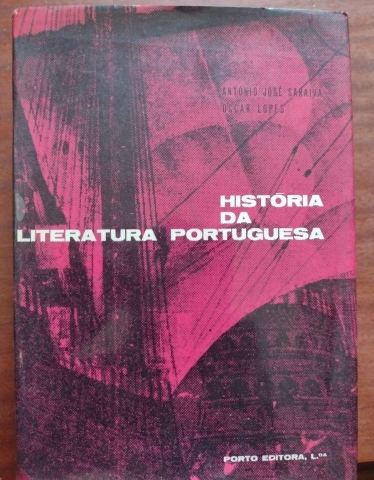 ANTÓNIO JOSÉ SARAIVA
ÓSCAR LOPES
HISTÓRIA
DA
LITERATURA PORTUGUESA
PORTO EDITORA, L.DA